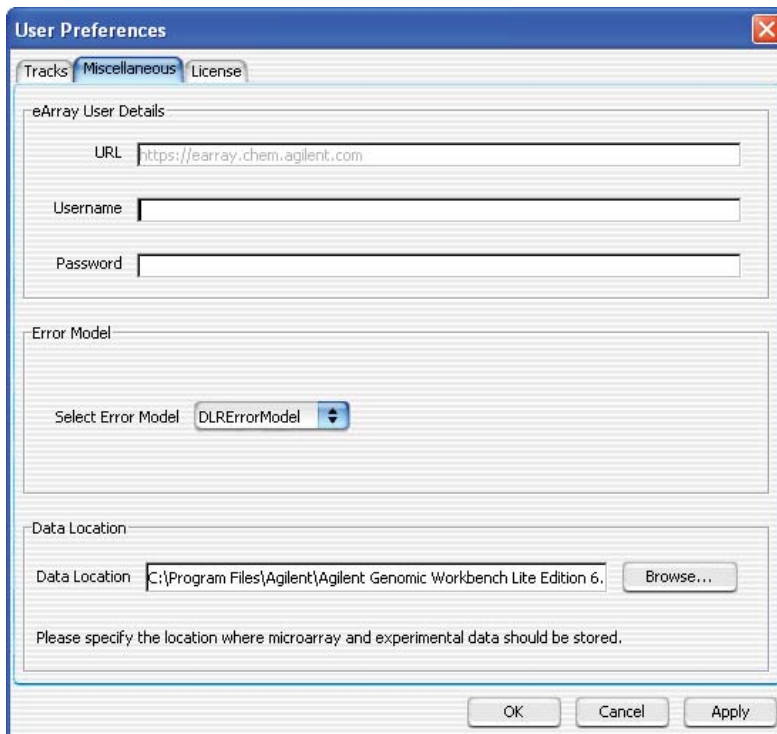 User Preferences
Tracks Miscellaneous License
eArray User Details
URL https://earray.chem.agilent.com
Username
Password
Error Model
Select Error Model DLRErrorModel
Data Location
Data Location C:\Program Files\Agilent\Agilent Genomic Workbench Lite Edition 6. Browse...
Please specify the location where microarray and experimental data should be stored.
OK Cancel Apply